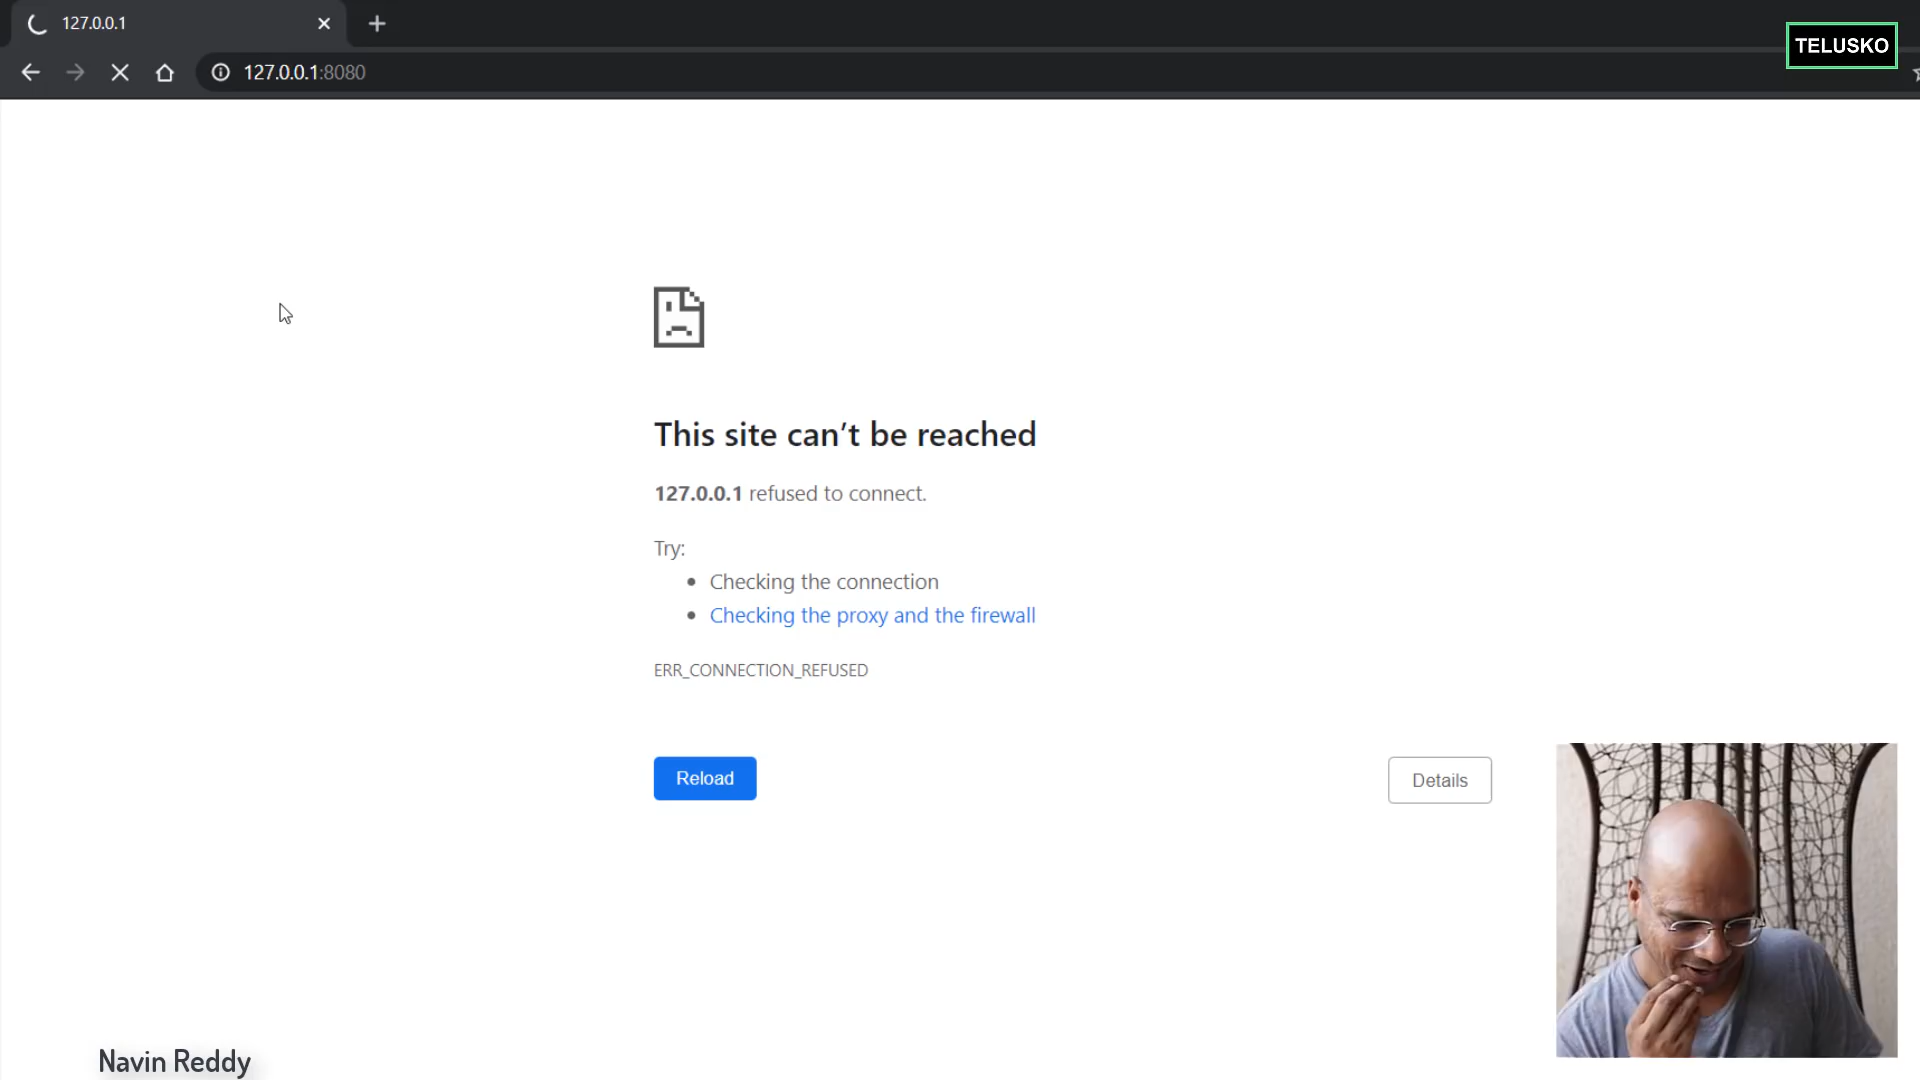 127.0.0.1
TELUSKO
127.0.0.1:8080
This site can’t be reached
127.0.0.1 refused to connect.
Try:
Checking the connection
Checking the proxy and the firewall
ERR_CONNECTION_REFUSED
Reload
Details
Navin Reddy